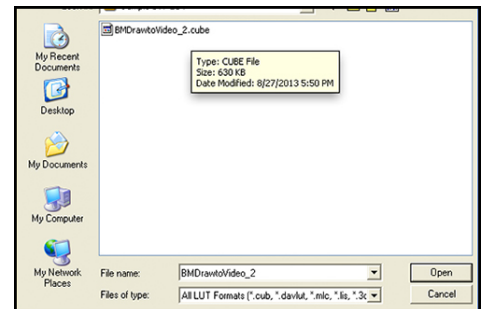 BMDrawtoVideo_2.cube
Type: CUBE File
Size: 630 KB
Date Modified: 8/27/2013 5:50 PM
My Recent
Documents
Desktop
My Documents
My Computer
My Network
Places
File name:
BMDrawtoVideo_2
Open
Files of type:
All LUT Formats (*.cub, *.davlut, *.mlc, *.lis, *.3c
Cancel